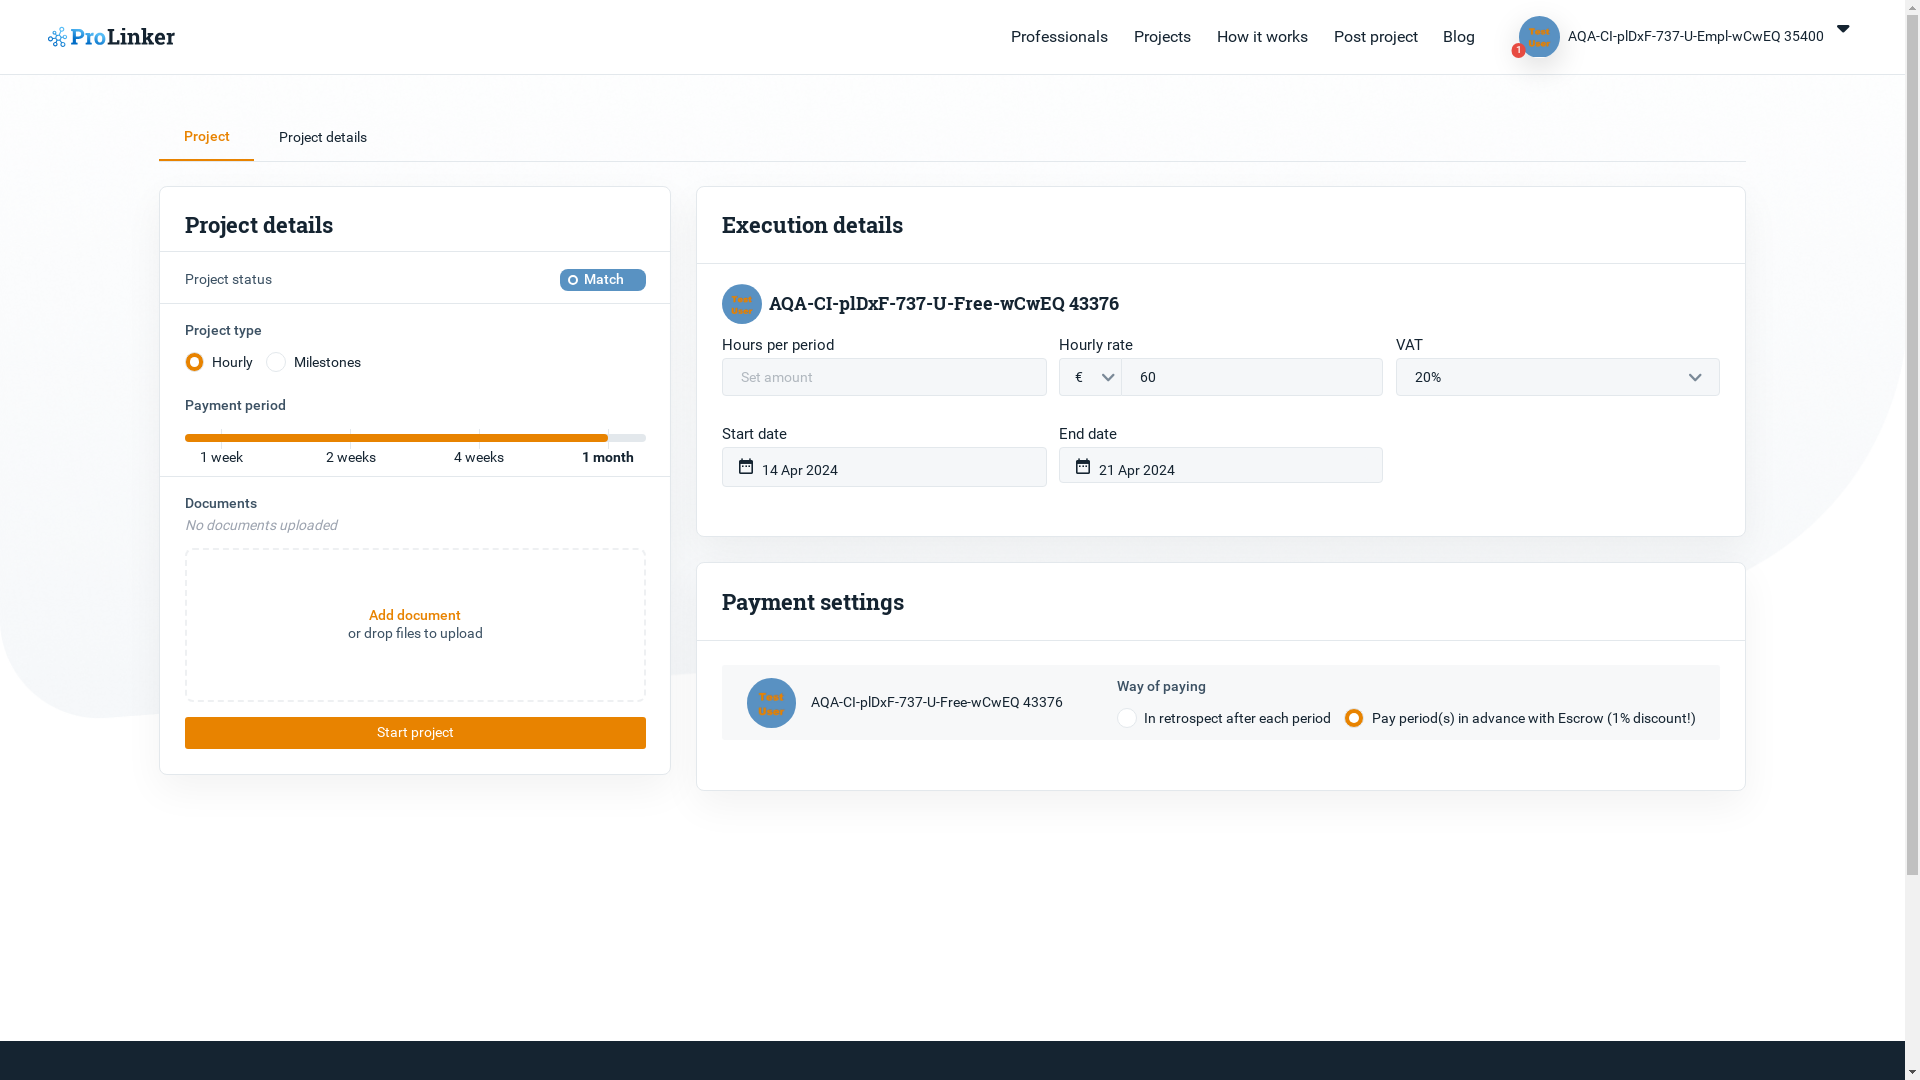 ProLinker
Professionals
Projects
How it works
Post project
Blog
Test
User
1
AQA-CI-plDxF-737-U-Empl-wCwEQ 35400
Project
Project details
Project details
Project status
Match
Project type
Hourly
Milestones
Payment period
1 week
2 weeks
4 weeks
1 month
Documents
No documents uploaded
Add document
or drop files to upload
Start project
Execution details
Test
User
AQA-CI-plDxF-737-U-Free-wCwEQ 43376
Hours per period
Hourly rate
VAT
Set amount
€
60
20%
Start date
End date
14 Apr 2024
21 Apr 2024
Payment settings
Test
User
AQA-CI-plDxF-737-U-Free-wCwEQ 43376
Way of paying
In retrospect after each period
Pay period(s) in advance with Escrow (1% discount!)